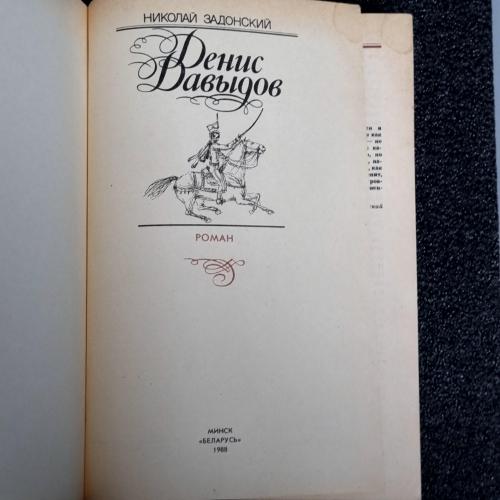 НИКОЛАЙ ЗАДОНСКИЙ
Денис
Давыдов
РОМАН
МИНСК
«БЕЛАРУСЬ»
1988